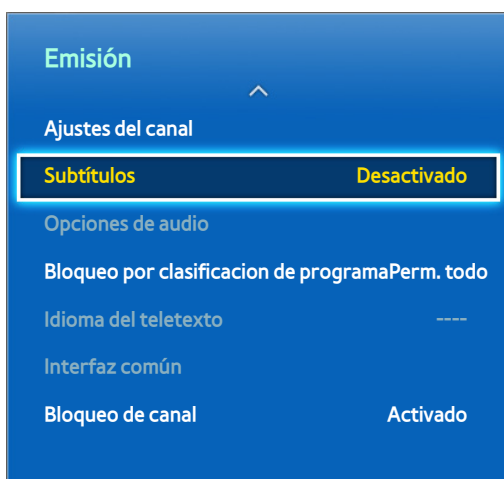 Emisión
Ajustes del canal
Subtítulos Desactivado
Opciones de audio
Bloqueo por clasificacion de programaPerm. todo
Idioma del teletexto ----
Interfaz común
Bloqueo de canal Activado